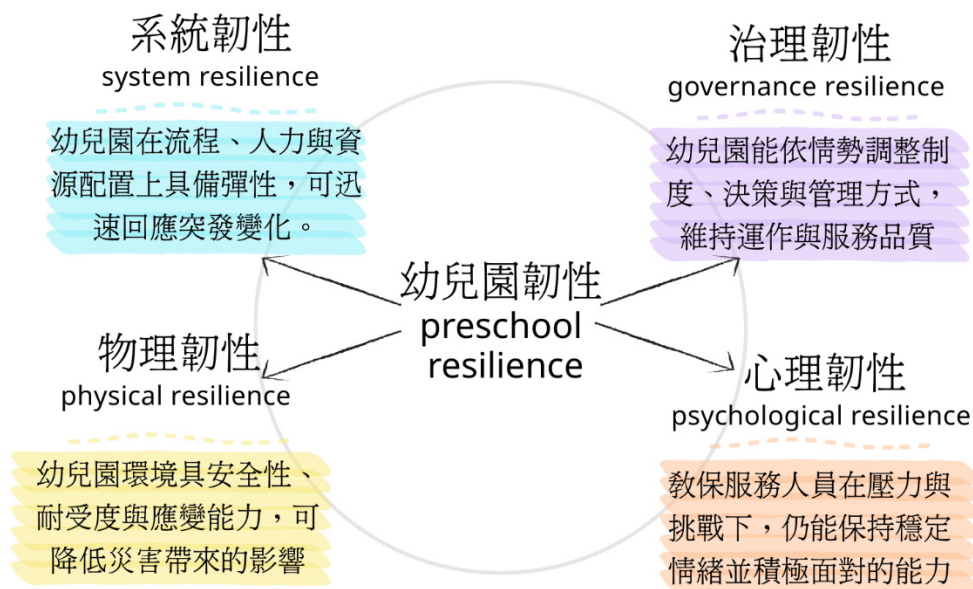 系統韌性
system resilience
幼兒園在流程、人力與資
源配置上具備彈性，可迅
速回應突發變化。
治理韌性
governance resilience
幼兒園能依情勢調整制
度、決策與管理方式，
維持運作與服務品質
幼兒園韌性
preschool
resilience
物理韌性
physical resilience
幼兒園環境具安全性、
耐受度與應變能力，可
降低災害帶來的影響
心理韌性
psychological resilience
教保服務人員在壓力與
挑戰下，仍能保持穩定
情緒並積極面對的能力